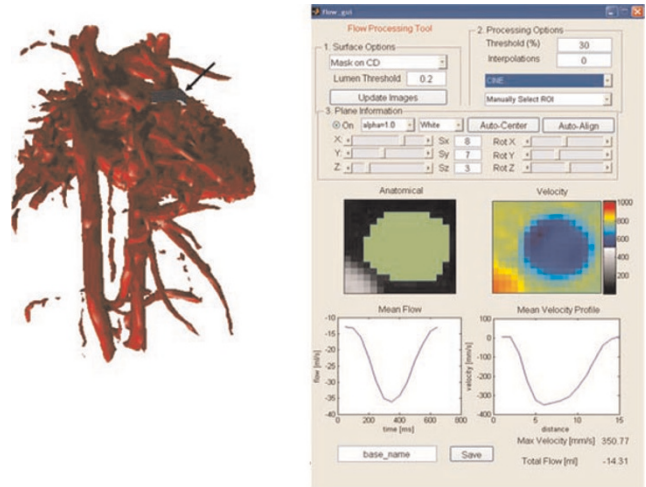 Flow_gui
Flow Processing Tool
1. Surface Options
Mask on CD
Lumen Threshold 0.2
Update Images
2. Processing Options
Threshold (%) 30
Interpolations 0
CINE
Manually Select ROI
3. Plane Information
On alpha=1.0 White Auto-Center Auto-Align
X: Sx 8 Rot X
Y: Sy 7 Rot Y
Z: Sz 3 Rot Z
Anatomical
Velocity
1000
800
600
400
200
Mean Flow
-10
-15
-20
-25
-30
-35
-40
flow [ml/s]
0 200 400 600 800
time [ms]
Mean Velocity Profile
100
0
-100
-200
-300
-400
velocity [mm/s]
0 5 10 15
distance
Max Velocity [mm/s] 350.77
Total Flow [ml] -14.31
base_name
Save